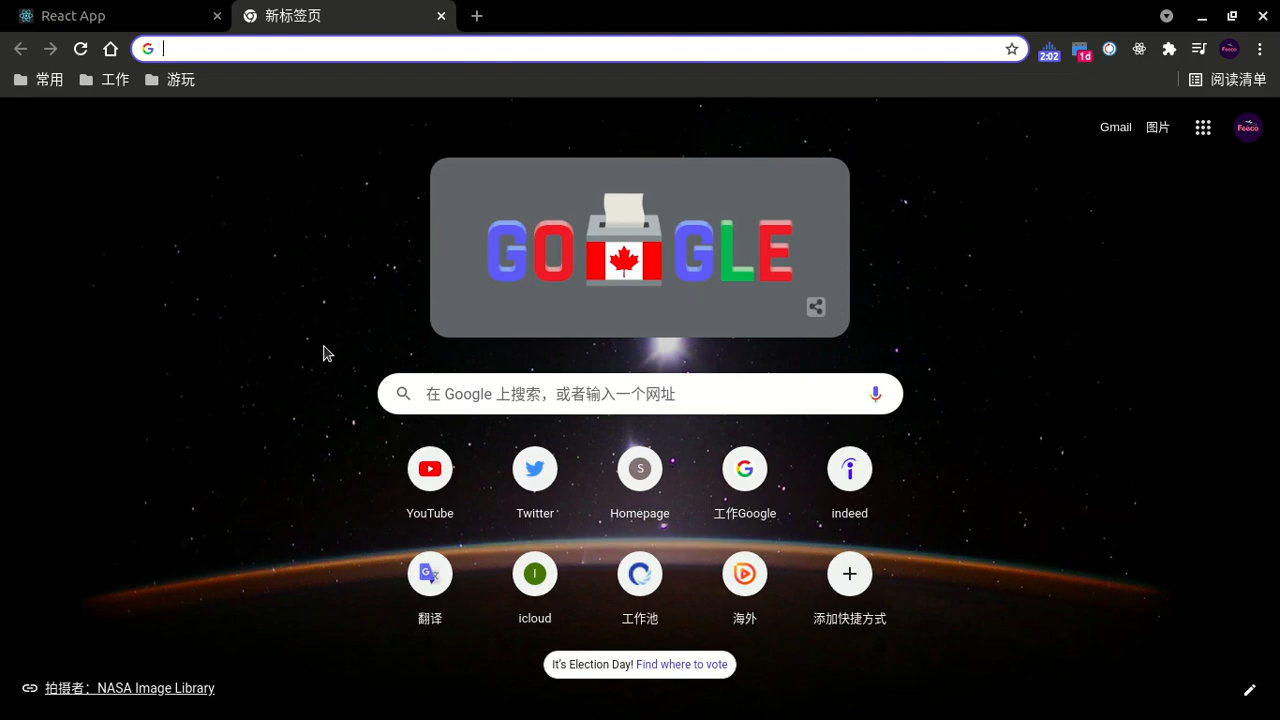 React App
新标签页
2:02
1d
常用
工作
游玩
阅读清单
Gmail
图片
Feeco
GO GLE
在 Google 上搜索，或者输入一个网址
YouTube
Twitter
S
Homepage
工作Google
indeed
翻译
I
icloud
工作池
海外
添加快捷方式
It's Election Day! Find where to vote
拍摄者：NASA Image Library